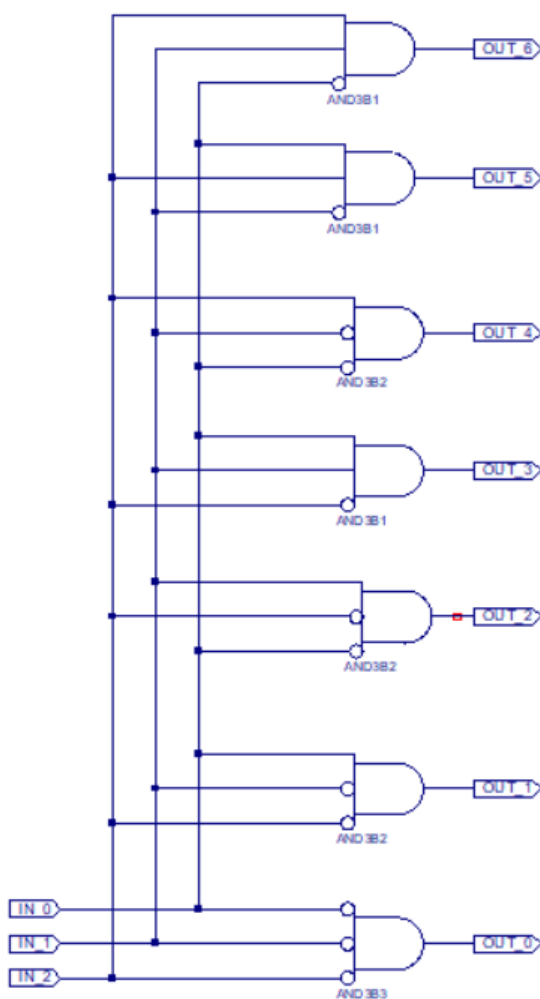 OUT_6
AND3B1
OUT_5
AND3B1
OUT_4
AND3B2
OUT_3
AND3B1
OUT_2
AND3B2
OUT_1
AND3B2
IN_0
IN_1 OUT_0
IN_2
AND3B3